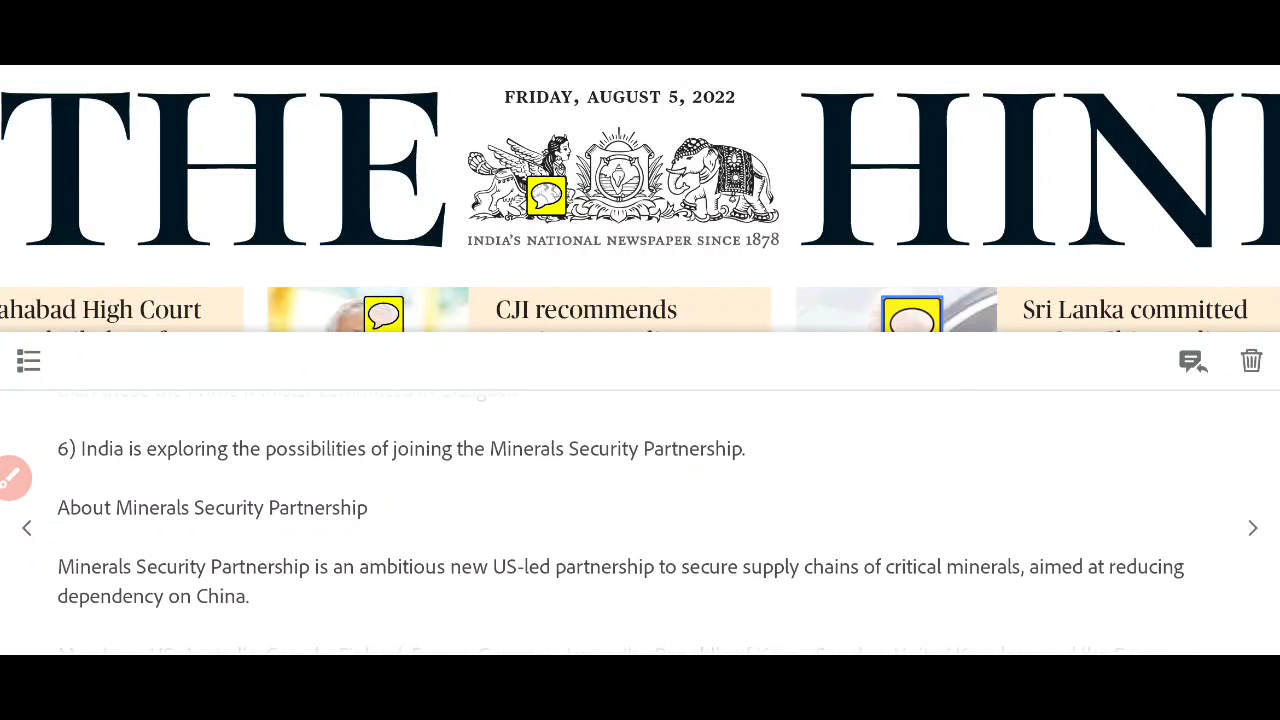 FRIDAY, AUGUST 5, 2022
THE HIN
INDIA'S NATIONAL NEWSPAPER SINCE 1878
ahabad High Court
CJI recommends
Sri Lanka committed
6) India is exploring the possibilities of joining the Minerals Security Partnership.
About Minerals Security Partnership
Minerals Security Partnership is an ambitious new US-led partnership to secure supply chains of critical minerals, aimed at reducing
dependency on China.